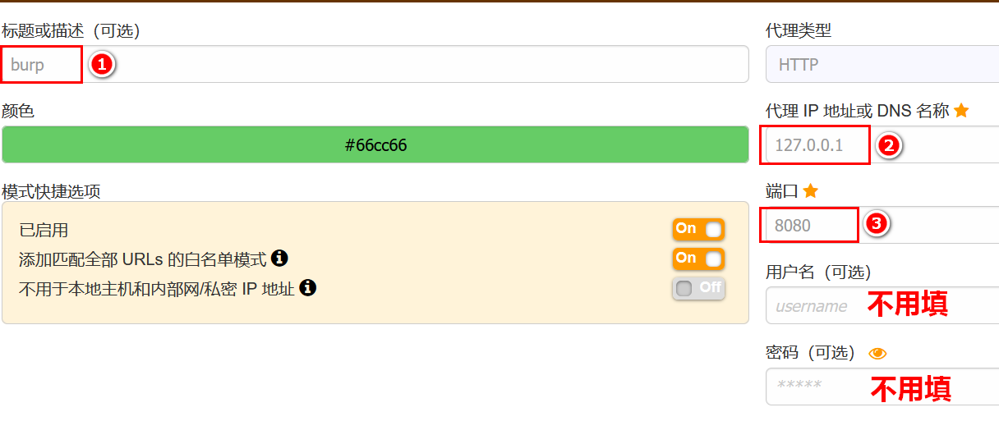 标题或描述（可选）
burp
1
颜色
#66cc66
模式快捷选项
已启用
On
添加匹配全部 URLs 的白名单模式
On
不用于本地主机和内部网/私密 IP 地址
Off
代理类型
HTTP
代理 IP 地址或 DNS 名称
127.0.0.1
2
端口
8080
3
用户名（可选）
username 不用填
密码（可选）
***** 不用填